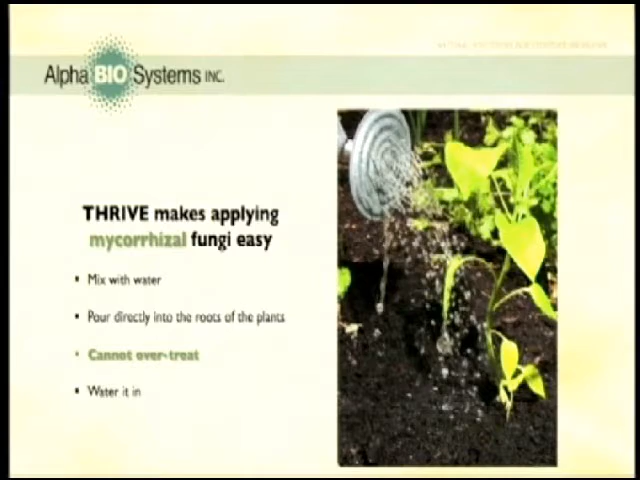 Alpha BIO Systems INC.
THRIVE makes applying
mycorrhizal fungi easy
▪ Mix with water
▪ Pour directly into the roots of the plants
▪ Cannot over-treat
▪ Water it in